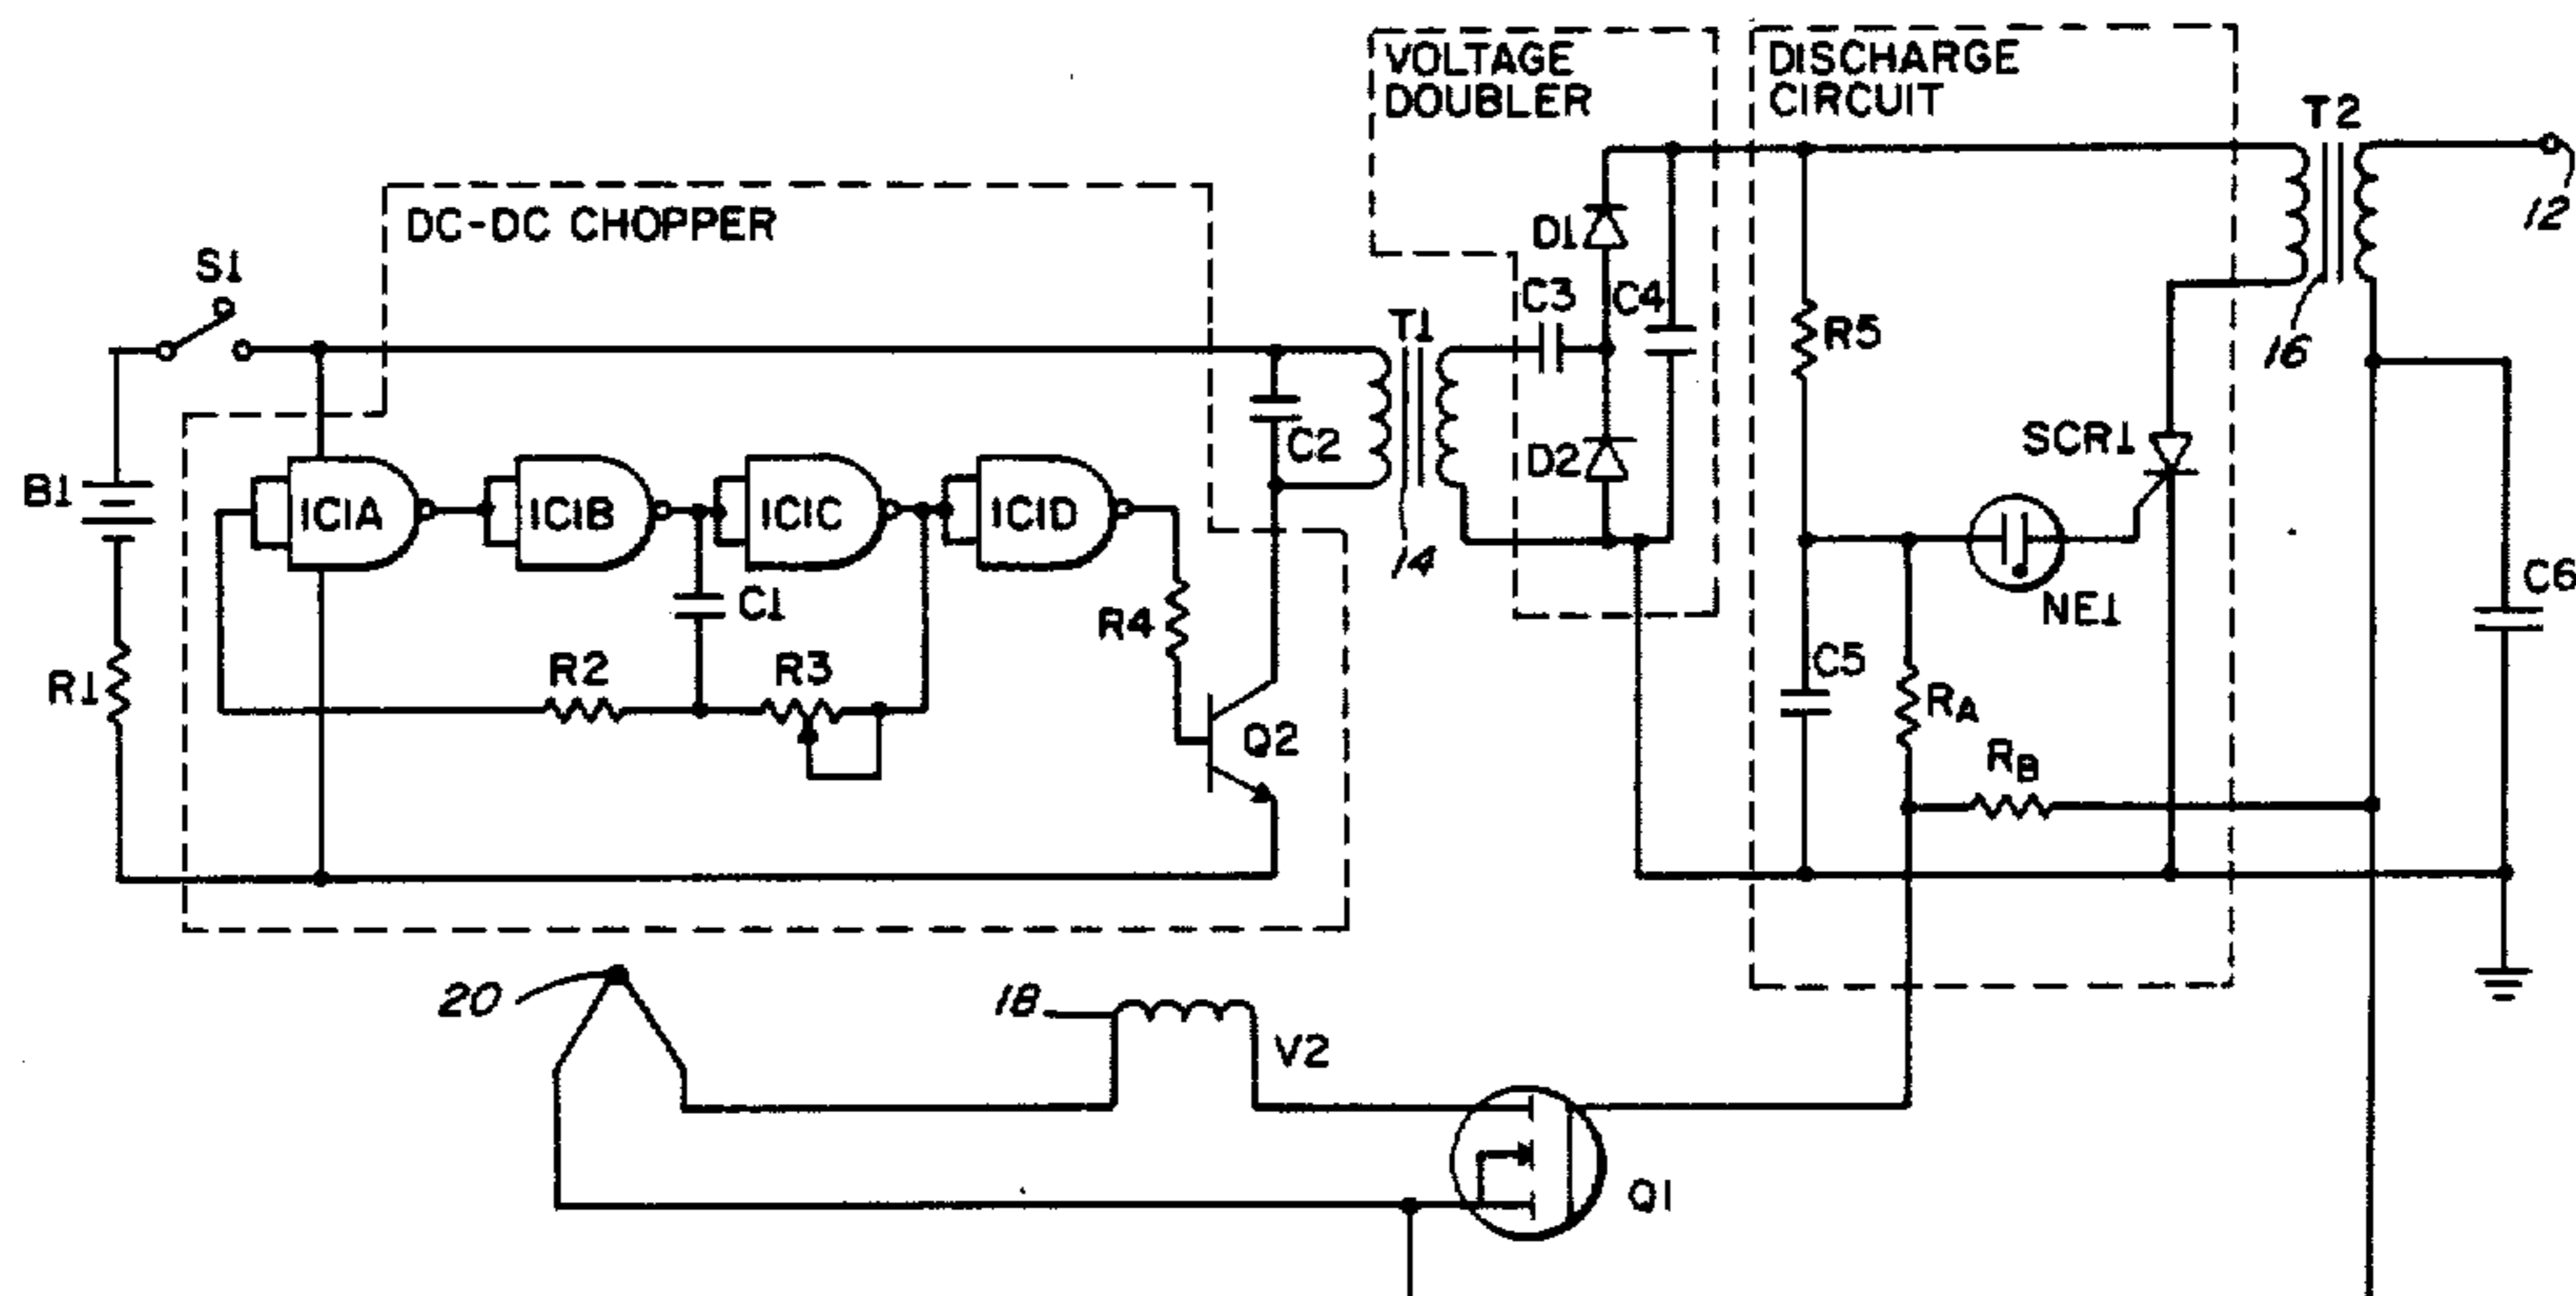 VOLTAGE
DOUBLER
DISCHARGE
CIRCUIT
T2
12
DC-DC CHOPPER
S1
D1
C3
C4
T1
R5
16
B1
IC1A
IC1B
IC1C
IC1D
C2
D2
SCR1
14
NE1
C6
C1
R4
R1
R2
R3
C5
RA
Q2
RB
20
18
V2
Q1